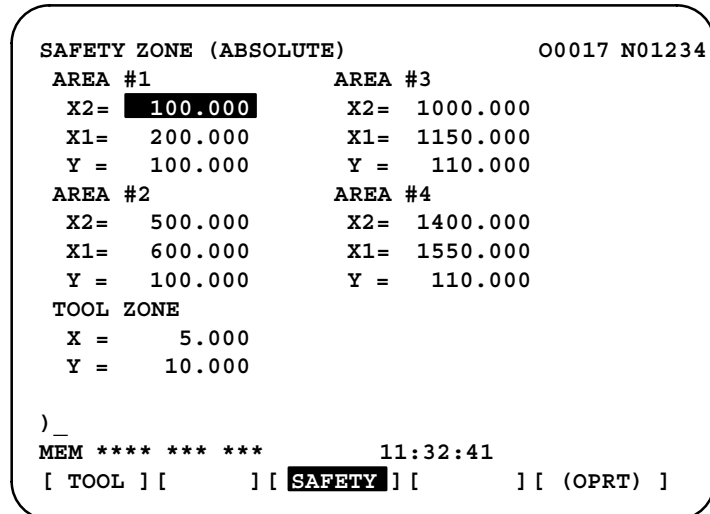 SAFETY ZONE (ABSOLUTE) O0017 N01234
AREA #1 AREA #3
X2= 100.000 X2= 1000.000
X1= 200.000 X1= 1150.000
Y = 100.000 Y = 110.000
AREA #2 AREA #4
X2= 500.000 X2= 1400.000
X1= 600.000 X1= 1550.000
Y = 100.000 Y = 110.000
TOOL ZONE
X = 5.000
Y = 10.000
)_
MEM **** *** *** 11:32:41
[ TOOL ] [ ] [ SAFETY ] [ ] [ (OPRT) ]